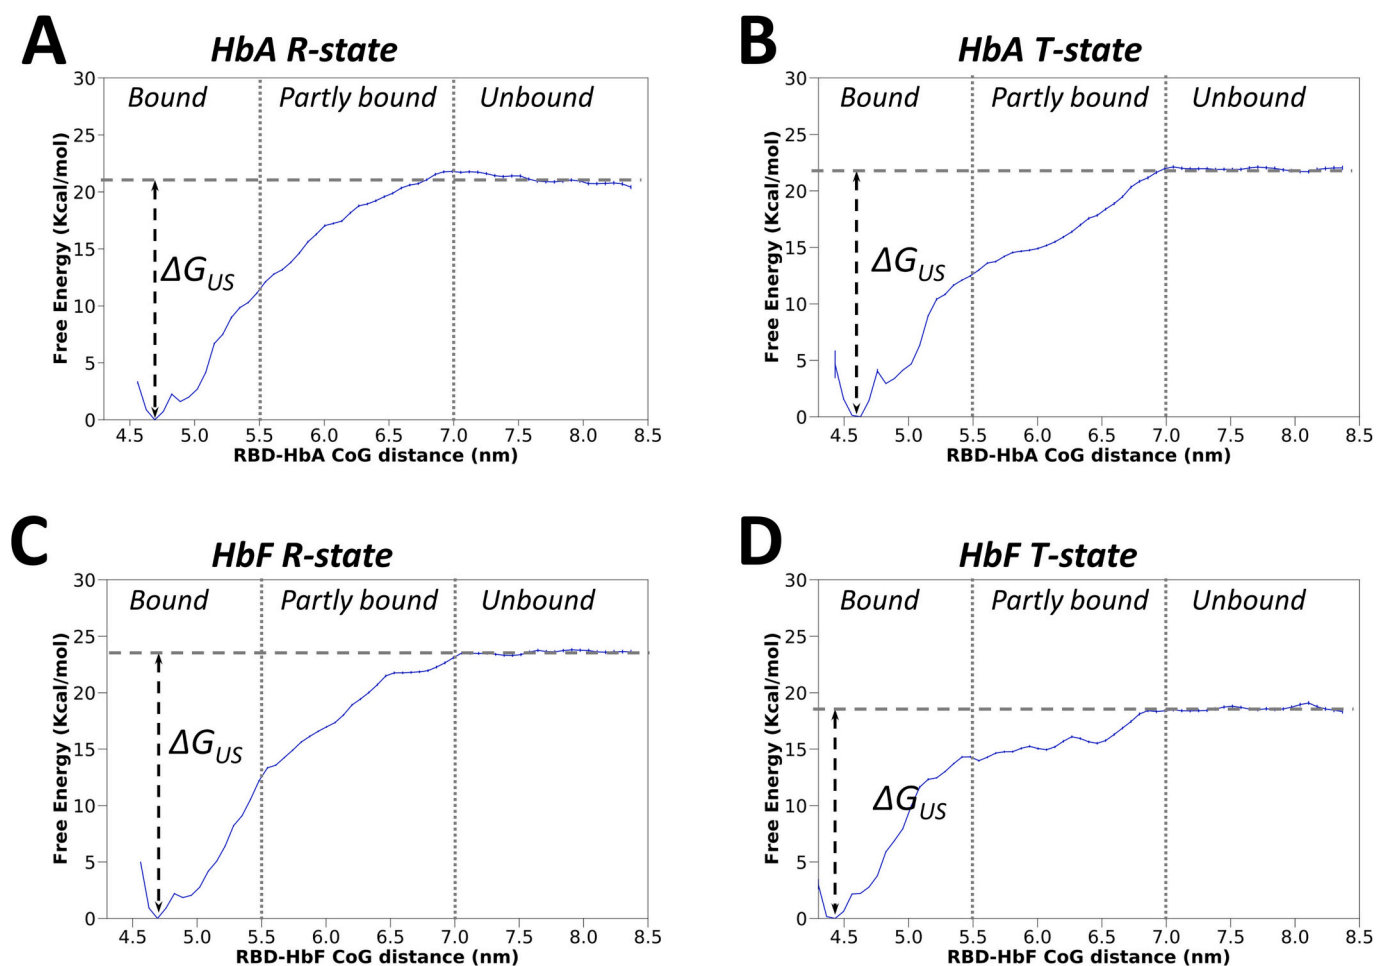 A
HbA R-state
Bound
Partly bound
Unbound
30
25
20
15
10
5
0
Free Energy (Kcal/mol)
ΔG_US
4.5 5.0 5.5 6.0 6.5 7.0 7.5 8.0 8.5
RBD-HbA CoG distance (nm)
B
HbA T-state
Bound
Partly bound
Unbound
30
25
20
15
10
5
0
Free Energy (Kcal/mol)
ΔG_US
4.5 5.0 5.5 6.0 6.5 7.0 7.5 8.0 8.5
RBD-HbA CoG distance (nm)
C
HbF R-state
Bound
Partly bound
Unbound
30
25
20
15
10
5
0
Free Energy (Kcal/mol)
ΔG_US
4.5 5.0 5.5 6.0 6.5 7.0 7.5 8.0 8.5
RBD-HbF CoG distance (nm)
D
HbF T-state
Bound
Partly bound
Unbound
30
25
20
15
10
5
0
Free Energy (Kcal/mol)
ΔG_US
4.5 5.0 5.5 6.0 6.5 7.0 7.5 8.0 8.5
RBD-HbF CoG distance (nm)